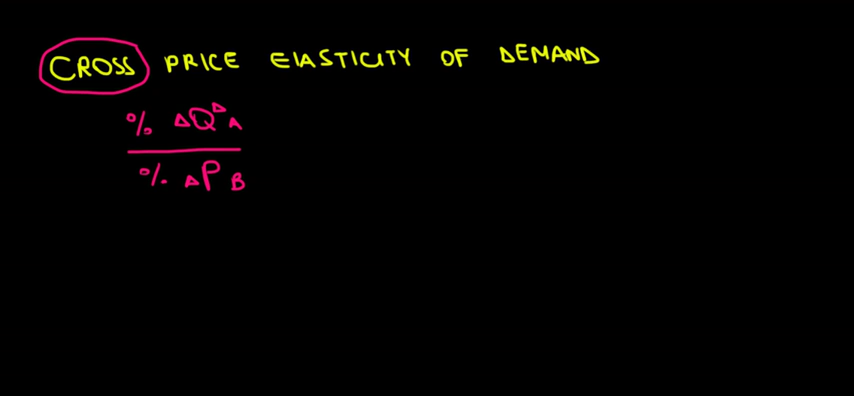 CROSS PRICE ElASTICITY OF DEMAND
% ΔQᴰA
% ΔP B